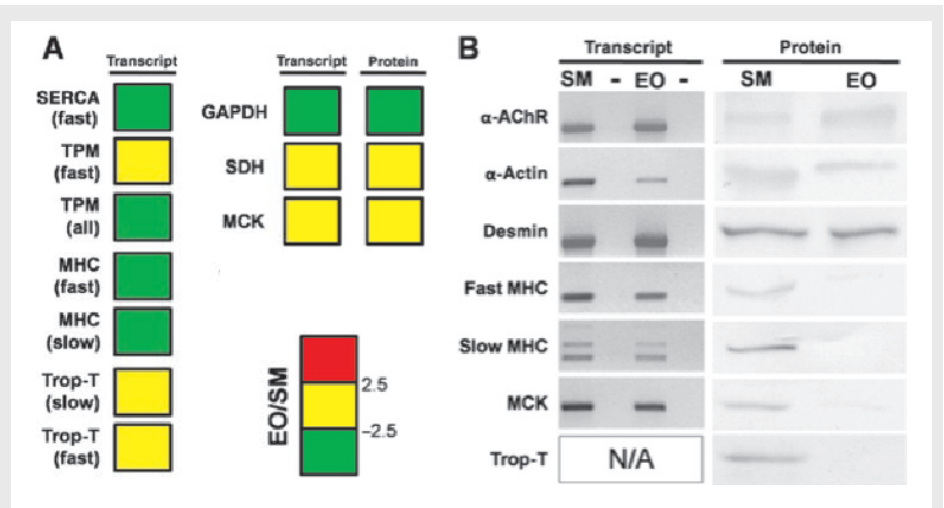 A
Transcript
SERCA
(fast)
TPM
(fast)
TPM
(all)
MHC
(fast)
MHC
(slow)
Trop-T
(slow)
Trop-T
(fast)
Transcript Protein
GAPDH
SDH
MCK
EO/SM
2.5
–2.5
B
Transcript Protein
SM - EO - SM EO
α-AChR
α-Actin
Desmin
Fast MHC
Slow MHC
MCK
Trop-T N/A